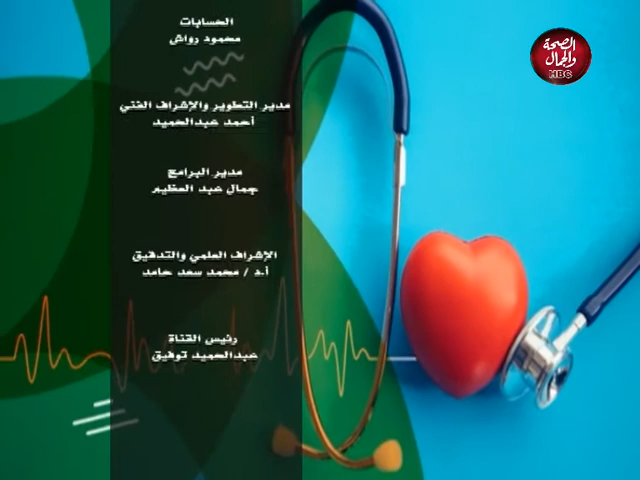 الحسابات
محمود رواش
مدير التطوير والإشراف الفني
أحمد عبدالحميد
مدير البرامج
جمال عبد العظيم
الإشراف العلمي والتدقيق
أ.د / محمد سعد حامد
رئيس القناة
عبدالحميد توفيق
الصحة
والجمال
HBC